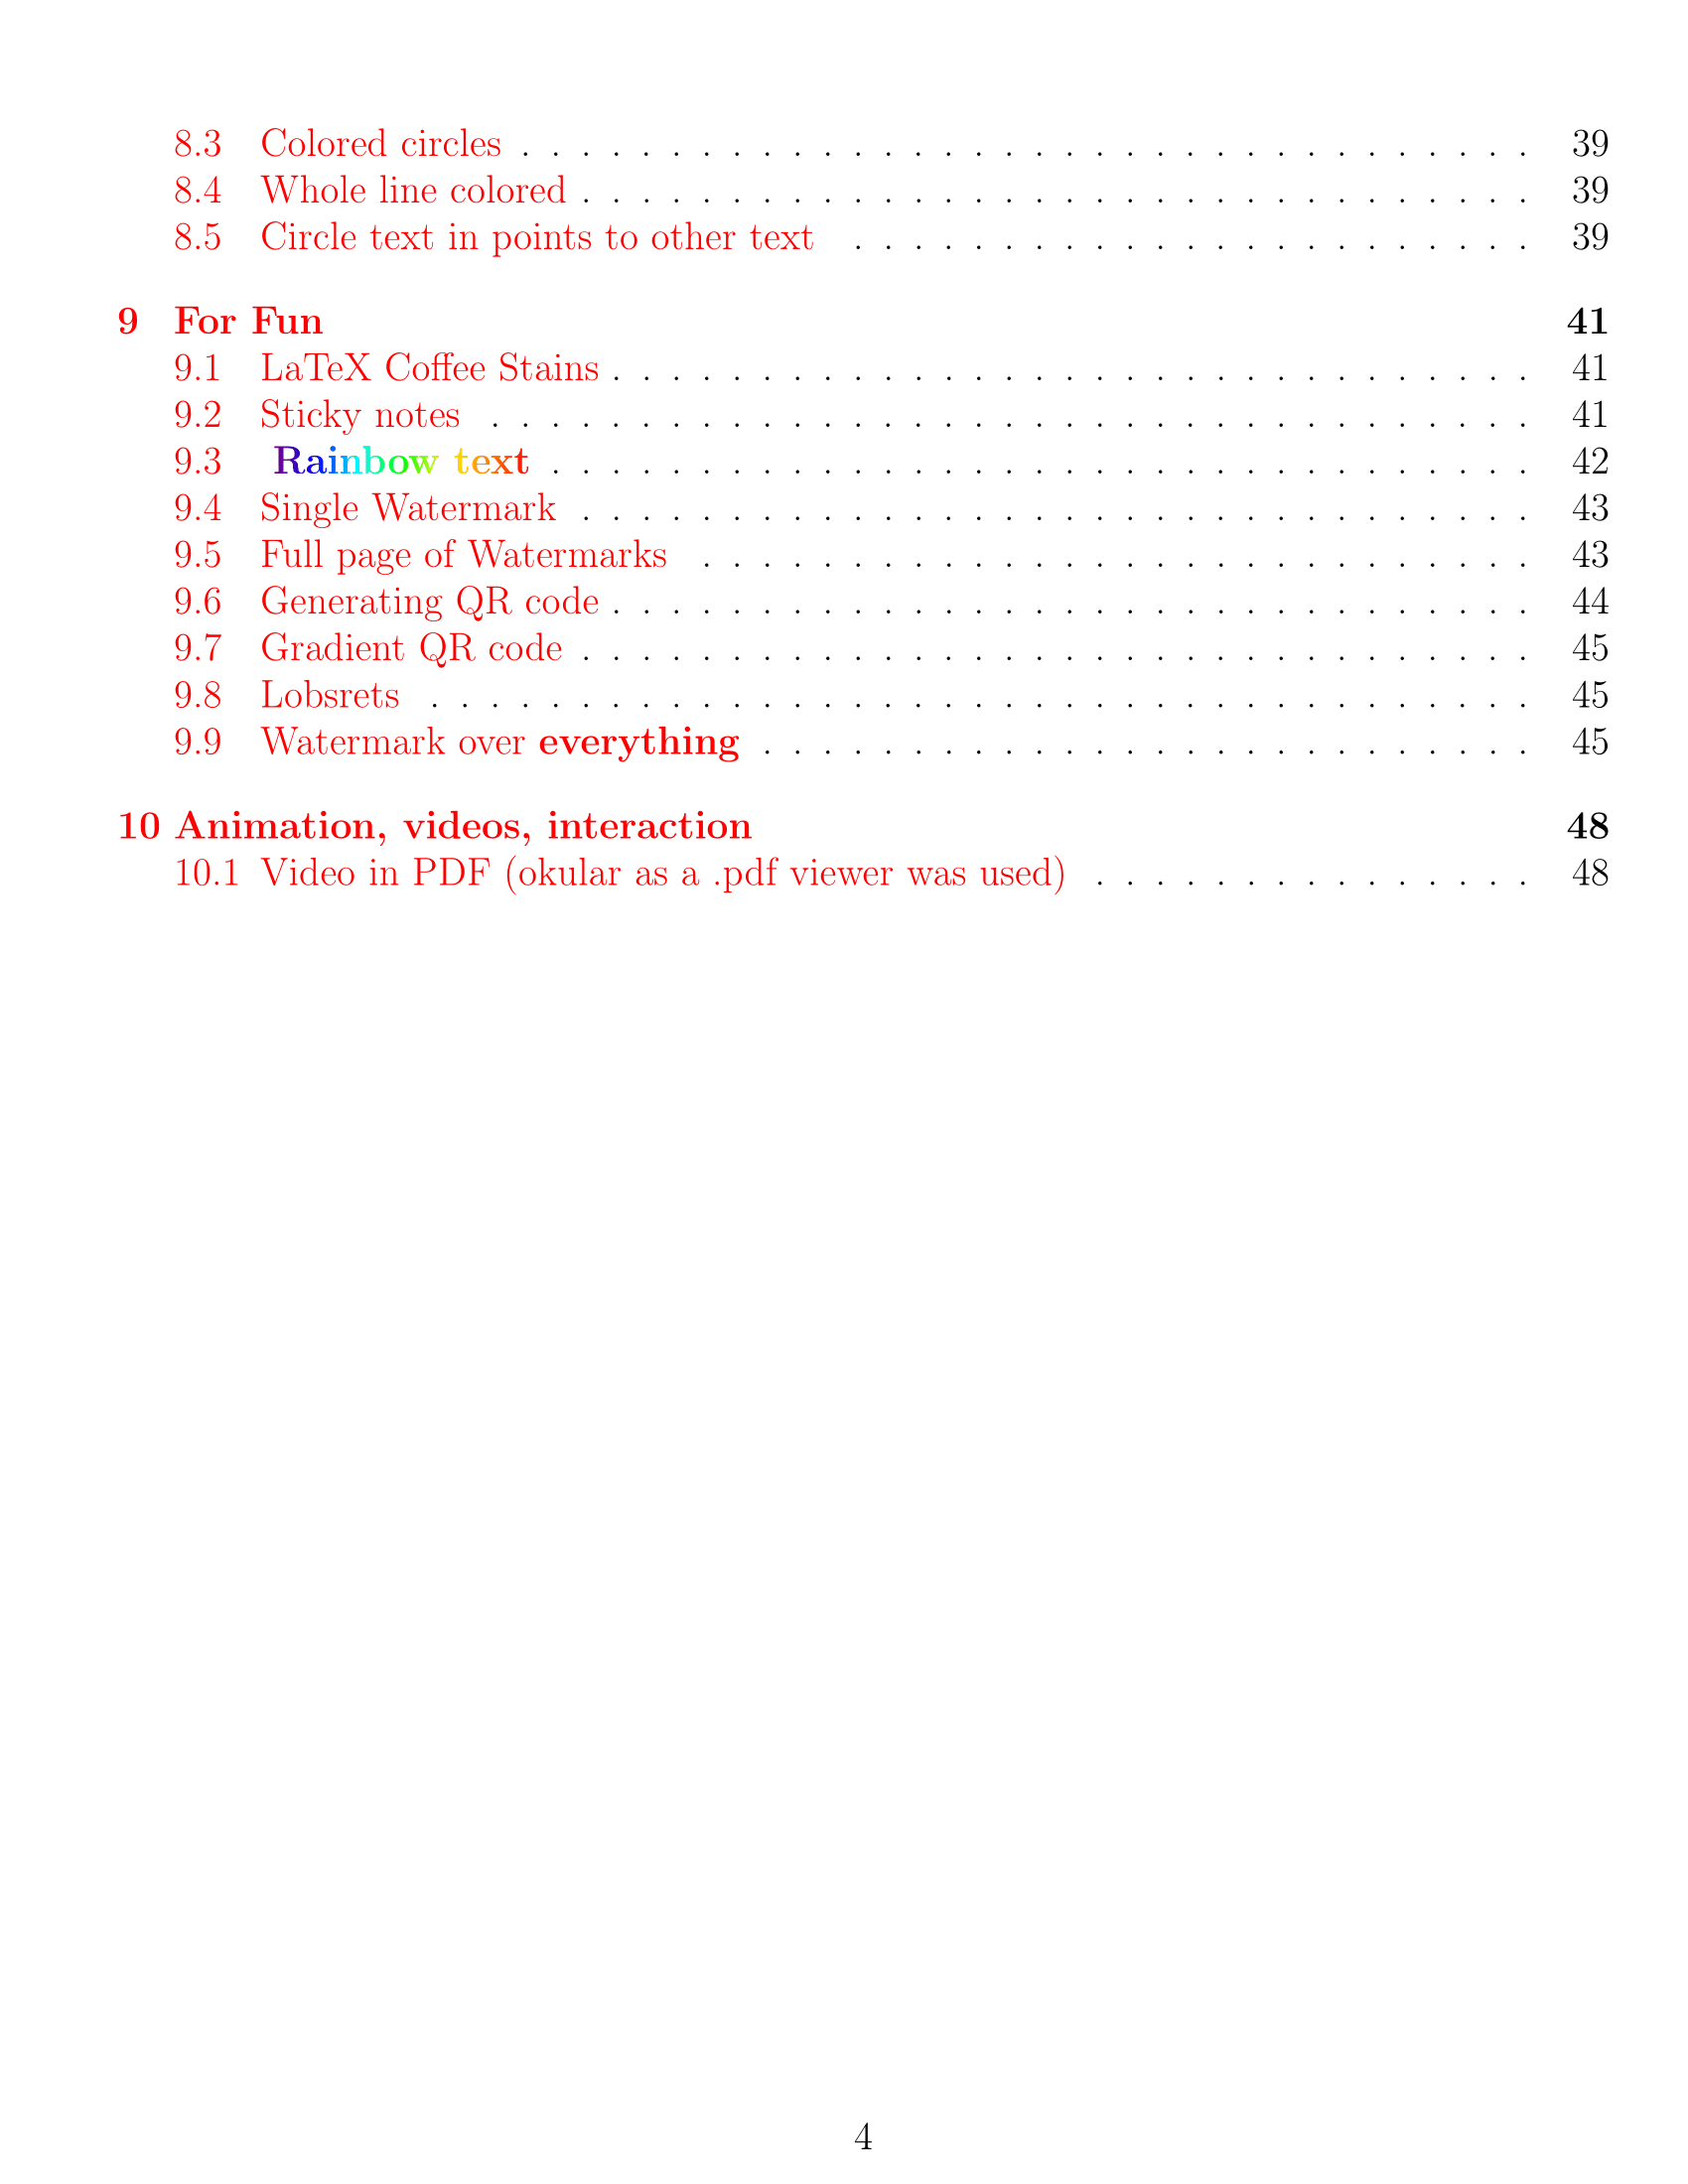 8.3 Colored circles . . . . . . . . . . . . . . . . . . . . . . . . . . . . . . . . . . 39
8.4 Whole line colored . . . . . . . . . . . . . . . . . . . . . . . . . . . . . . . . 39
8.5 Circle text in points to other text . . . . . . . . . . . . . . . . . . . . . . . 39
9 For Fun 41
9.1 LaTeX Coffee Stains . . . . . . . . . . . . . . . . . . . . . . . . . . . . . . . 41
9.2 Sticky notes . . . . . . . . . . . . . . . . . . . . . . . . . . . . . . . . . . . 41
9.3 Rainbow text . . . . . . . . . . . . . . . . . . . . . . . . . . . . . . . . . 42
9.4 Single Watermark . . . . . . . . . . . . . . . . . . . . . . . . . . . . . . . . 43
9.5 Full page of Watermarks . . . . . . . . . . . . . . . . . . . . . . . . . . . . 43
9.6 Generating QR code . . . . . . . . . . . . . . . . . . . . . . . . . . . . . . . 44
9.7 Gradient QR code . . . . . . . . . . . . . . . . . . . . . . . . . . . . . . . . 45
9.8 Lobsrets . . . . . . . . . . . . . . . . . . . . . . . . . . . . . . . . . . . . . 45
9.9 Watermark over everything . . . . . . . . . . . . . . . . . . . . . . . . . . 45
10 Animation, videos, interaction 48
10.1 Video in PDF (okular as a .pdf viewer was used) . . . . . . . . . . . . . . . 48
4